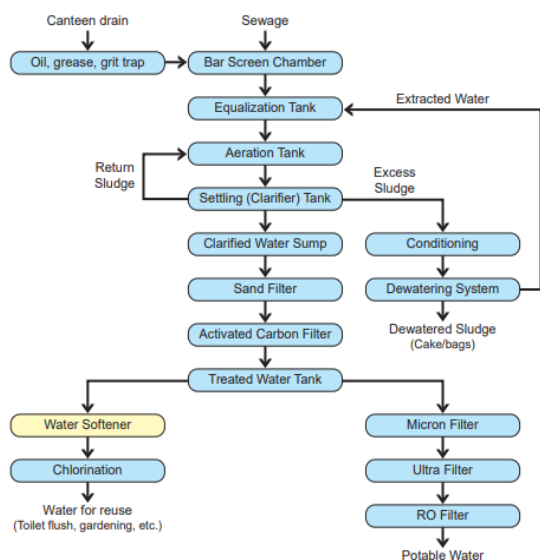 Canteen drain
Sewage
Oil, grease, grit trap
Bar Screen Chamber
Equalization Tank
Extracted Water
Aeration Tank
Return
Sludge
Excess
Sludge
Settling (Clarifier) Tank
Clarified Water Sump
Conditioning
Sand Filter
Dewatering System
Activated Carbon Filter
Dewatered Sludge
(Cake/bags)
Treated Water Tank
Water Softener
Micron Filter
Chlorination
Ultra Filter
Water for reuse
(Toilet flush, gardening, etc.)
RO Filter
Potable Water